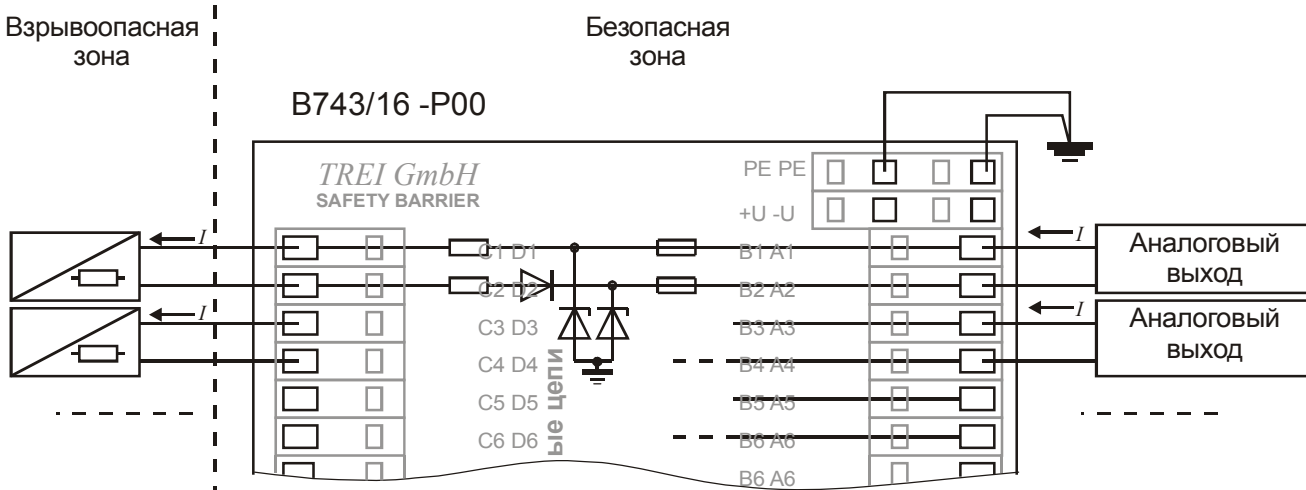 Взрывоопасная
зона
Безопасная
зона
B743/16 -P00
TREI GmbH
SAFETY BARRIER
PE PE
+U -U
I
C1 D1
B1 A1
I
Аналоговый
выход
C2 D2
B2 A2
I
C3 D3
B3 A3
I
Аналоговый
выход
C4 D4
B4 A4
C5 D5
B5 A5
C6 D6
B6 A6
ые цепи
B6 A6